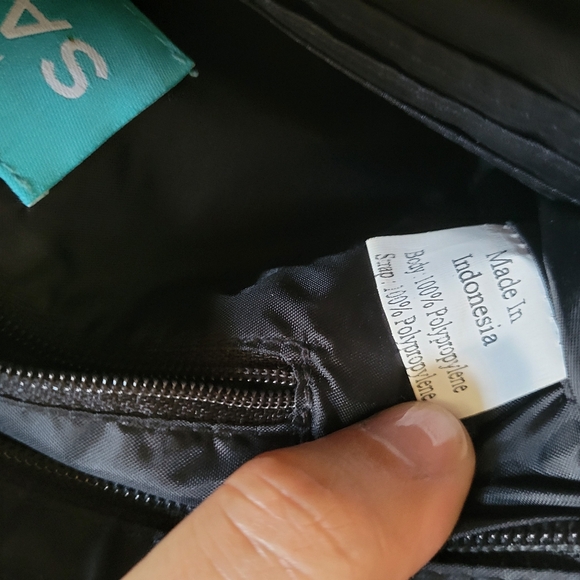 SA
Made In
Indonesia
Body : 100% Polypropylene
Strap : 100% Polypropylene